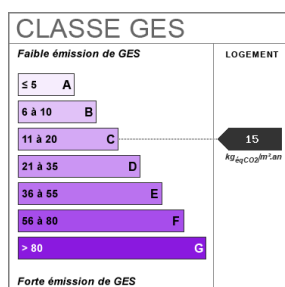 CLASSE GES
Faible émission de GES
LOGEMENT
≤ 5 A
6 à 10 B
11 à 20 C
15
kgéqCO2/m².an
21 à 35 D
36 à 55 E
56 à 80 F
> 80 G
Forte émission de GES